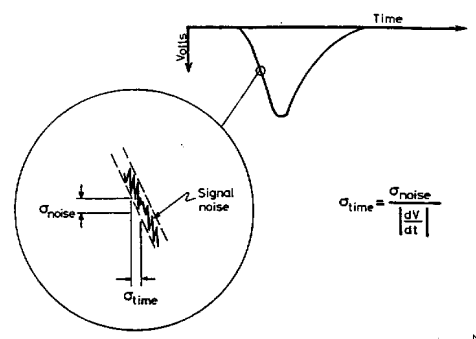 Time
Volts
Signal
noise
σnoise
σtime
σtime = σnoise / |dV/dt|